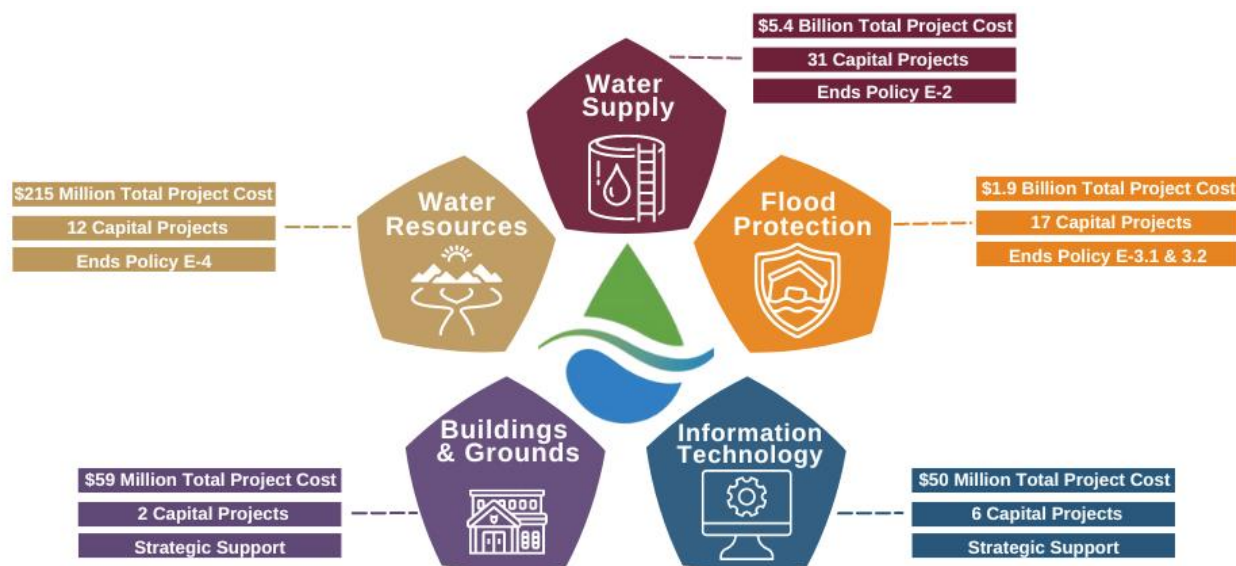 Water
Supply
$5.4 Billion Total Project Cost
31 Capital Projects
Ends Policy E-2
$215 Million Total Project Cost
12 Capital Projects
Ends Policy E-4
Water
Resources
Flood
Protection
$1.9 Billion Total Project Cost
17 Capital Projects
Ends Policy E-3.1 & 3.2
$59 Million Total Project Cost
2 Capital Projects
Strategic Support
Buildings
& Grounds
Information
Technology
$50 Million Total Project Cost
6 Capital Projects
Strategic Support